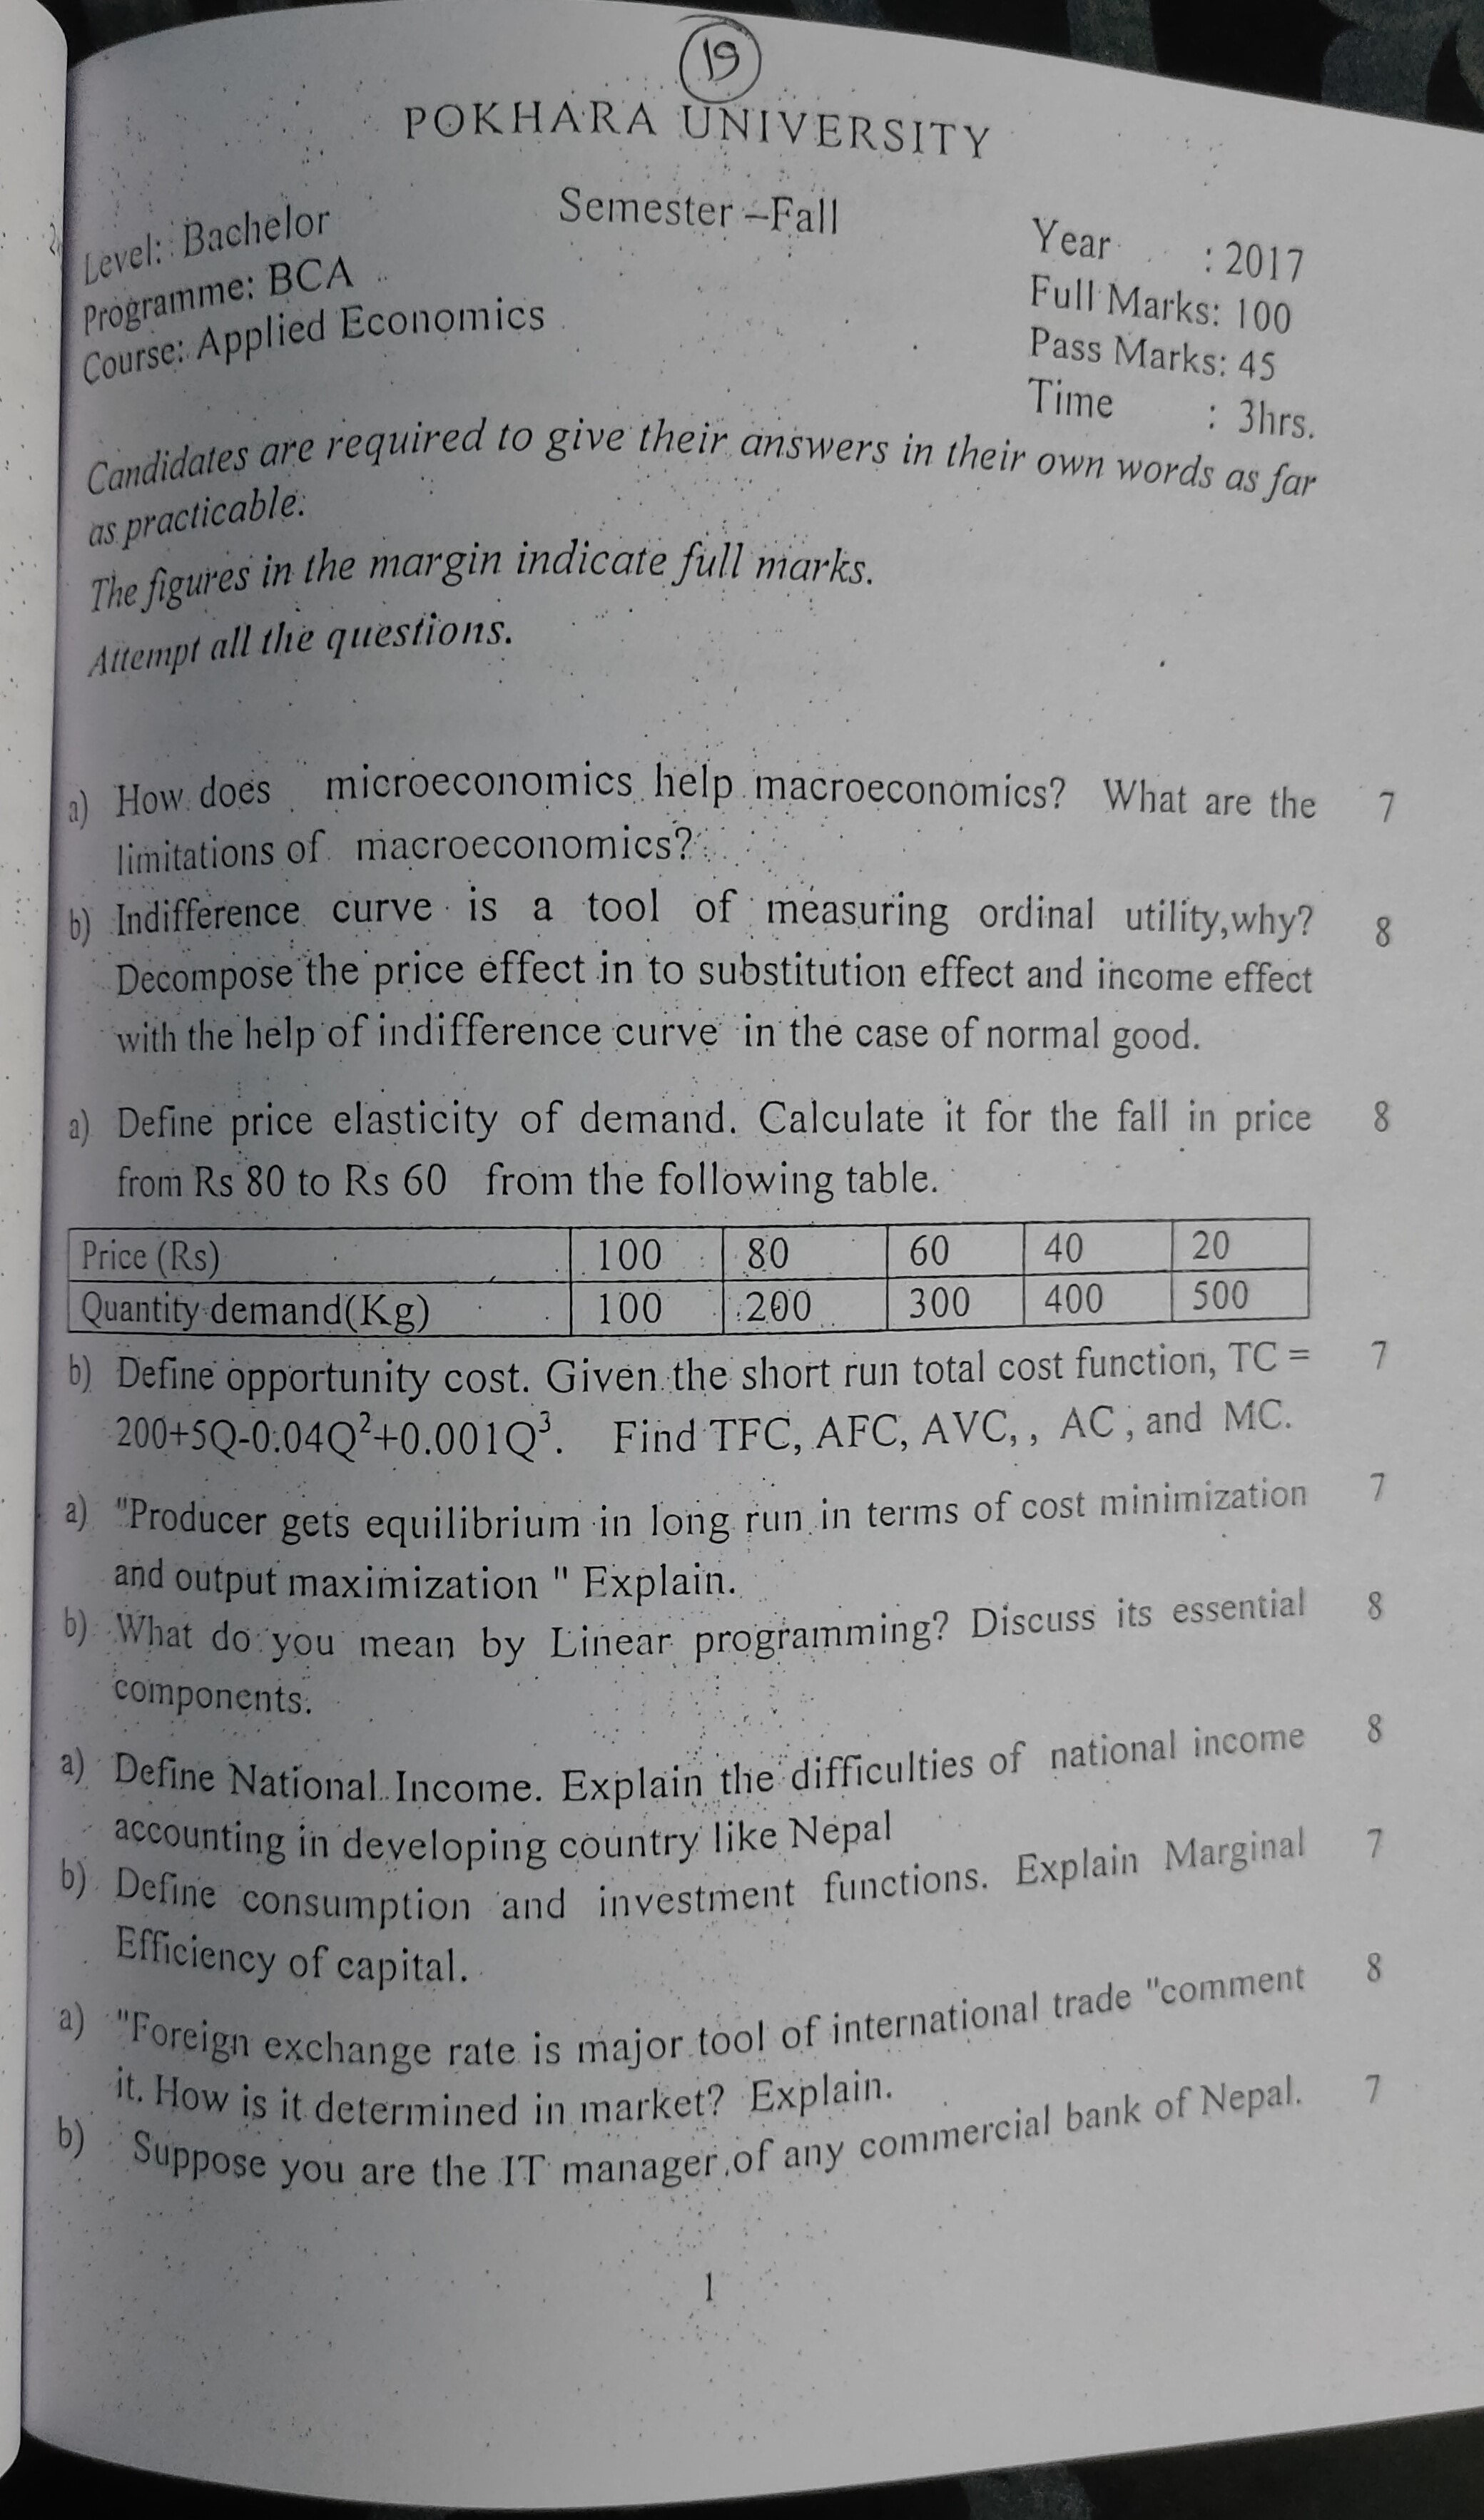 19
POKHARA UNIVERSITY
Semester –Fall
Level: Bachelor
Programme: BCA
Course: Applied Economics
Year : 2017
Full Marks: 100
Pass Marks: 45
Time : 3hrs.
Candidates are required to give their answers in their own words as far
as practicable.
The figures in the margin indicate full marks.
Attempt all the questions.
a) How does microeconomics help macroeconomics? What are the 7
limitations of macroeconomics?
b) Indifference curve is a tool of measuring ordinal utility,why? 8
Decompose the price effect in to substitution effect and income effect
with the help of indifference curve in the case of normal good.
a) Define price elasticity of demand. Calculate it for the fall in price 8
from Rs 80 to Rs 60 from the following table.
Price (Rs) 100 80 60 40 20
Quantity demand(Kg) 100 200 300 400 500
b) Define opportunity cost. Given the short run total cost function, TC = 7
200+5Q-0.04Q²+0.001Q³. Find TFC, AFC, AVC, , AC , and MC.
a) "Producer gets equilibrium in long run in terms of cost minimization 7
and output maximization " Explain.
b) What do you mean by Linear programming? Discuss its essential 8
components.
a) Define National Income. Explain the difficulties of national income 8
accounting in developing country like Nepal
b) Define consumption and investment functions. Explain Marginal 7
Efficiency of capital.
a) "Foreign exchange rate is major tool of international trade "comment 8
it. How is it determined in market? Explain.
b) Suppose you are the IT manager of any commercial bank of Nepal. 7
1